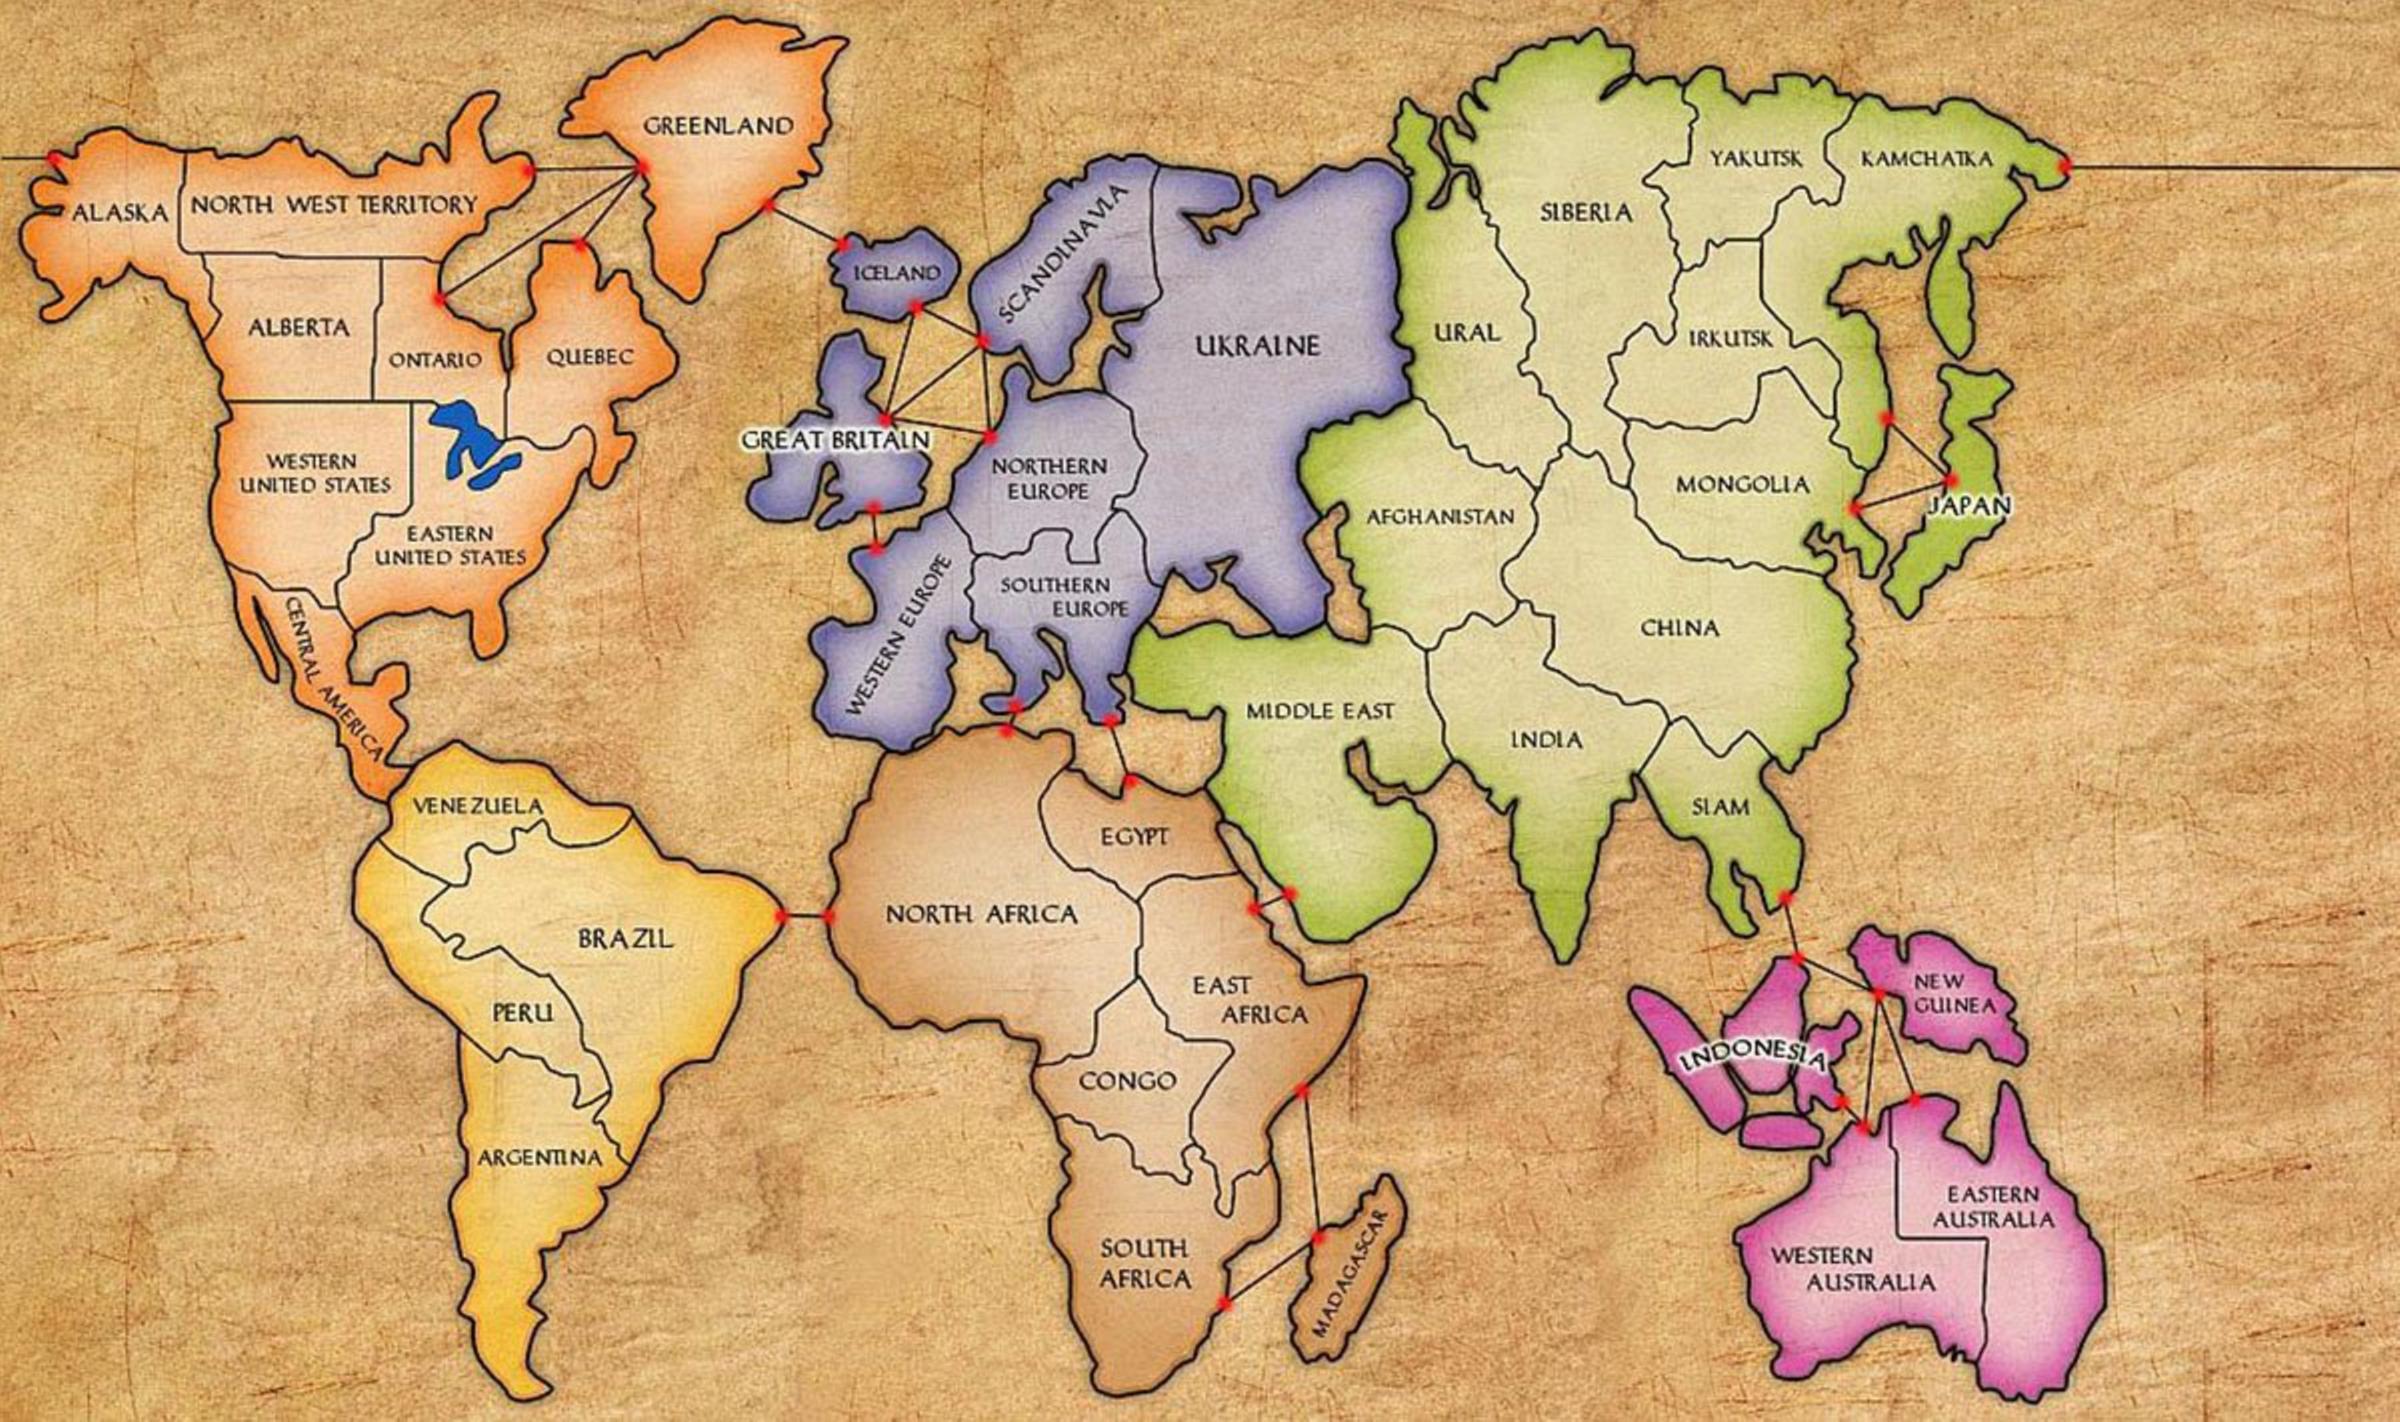 GREENLAND
ALASKA
NORTH WEST TERRITORY
ALBERTA
ONTARIO
QUEBEC
WESTERN
UNITED STATES
EASTERN
UNITED STATES
CENTRAL AMERICA
VENEZUELA
BRAZIL
PERU
ARGENTINA
ICELAND
SCANDINAVIA
UKRAINE
GREAT BRITAIN
NORTHERN
EUROPE
SOUTHERN
EUROPE
WESTERN EUROPE
NORTH AFRICA
EGYPT
EAST
AFRICA
CONGO
SOUTH
AFRICA
MADAGASCAR
YAKUTSK
KAMCHATKA
SIBERIA
URAL
IRKUTSK
MONGOLIA
JAPAN
AFGHANISTAN
CHINA
MIDDLE EAST
INDIA
SIAM
NEW
GUINEA
INDONESIA
EASTERN
AUSTRALIA
WESTERN
AUSTRALIA